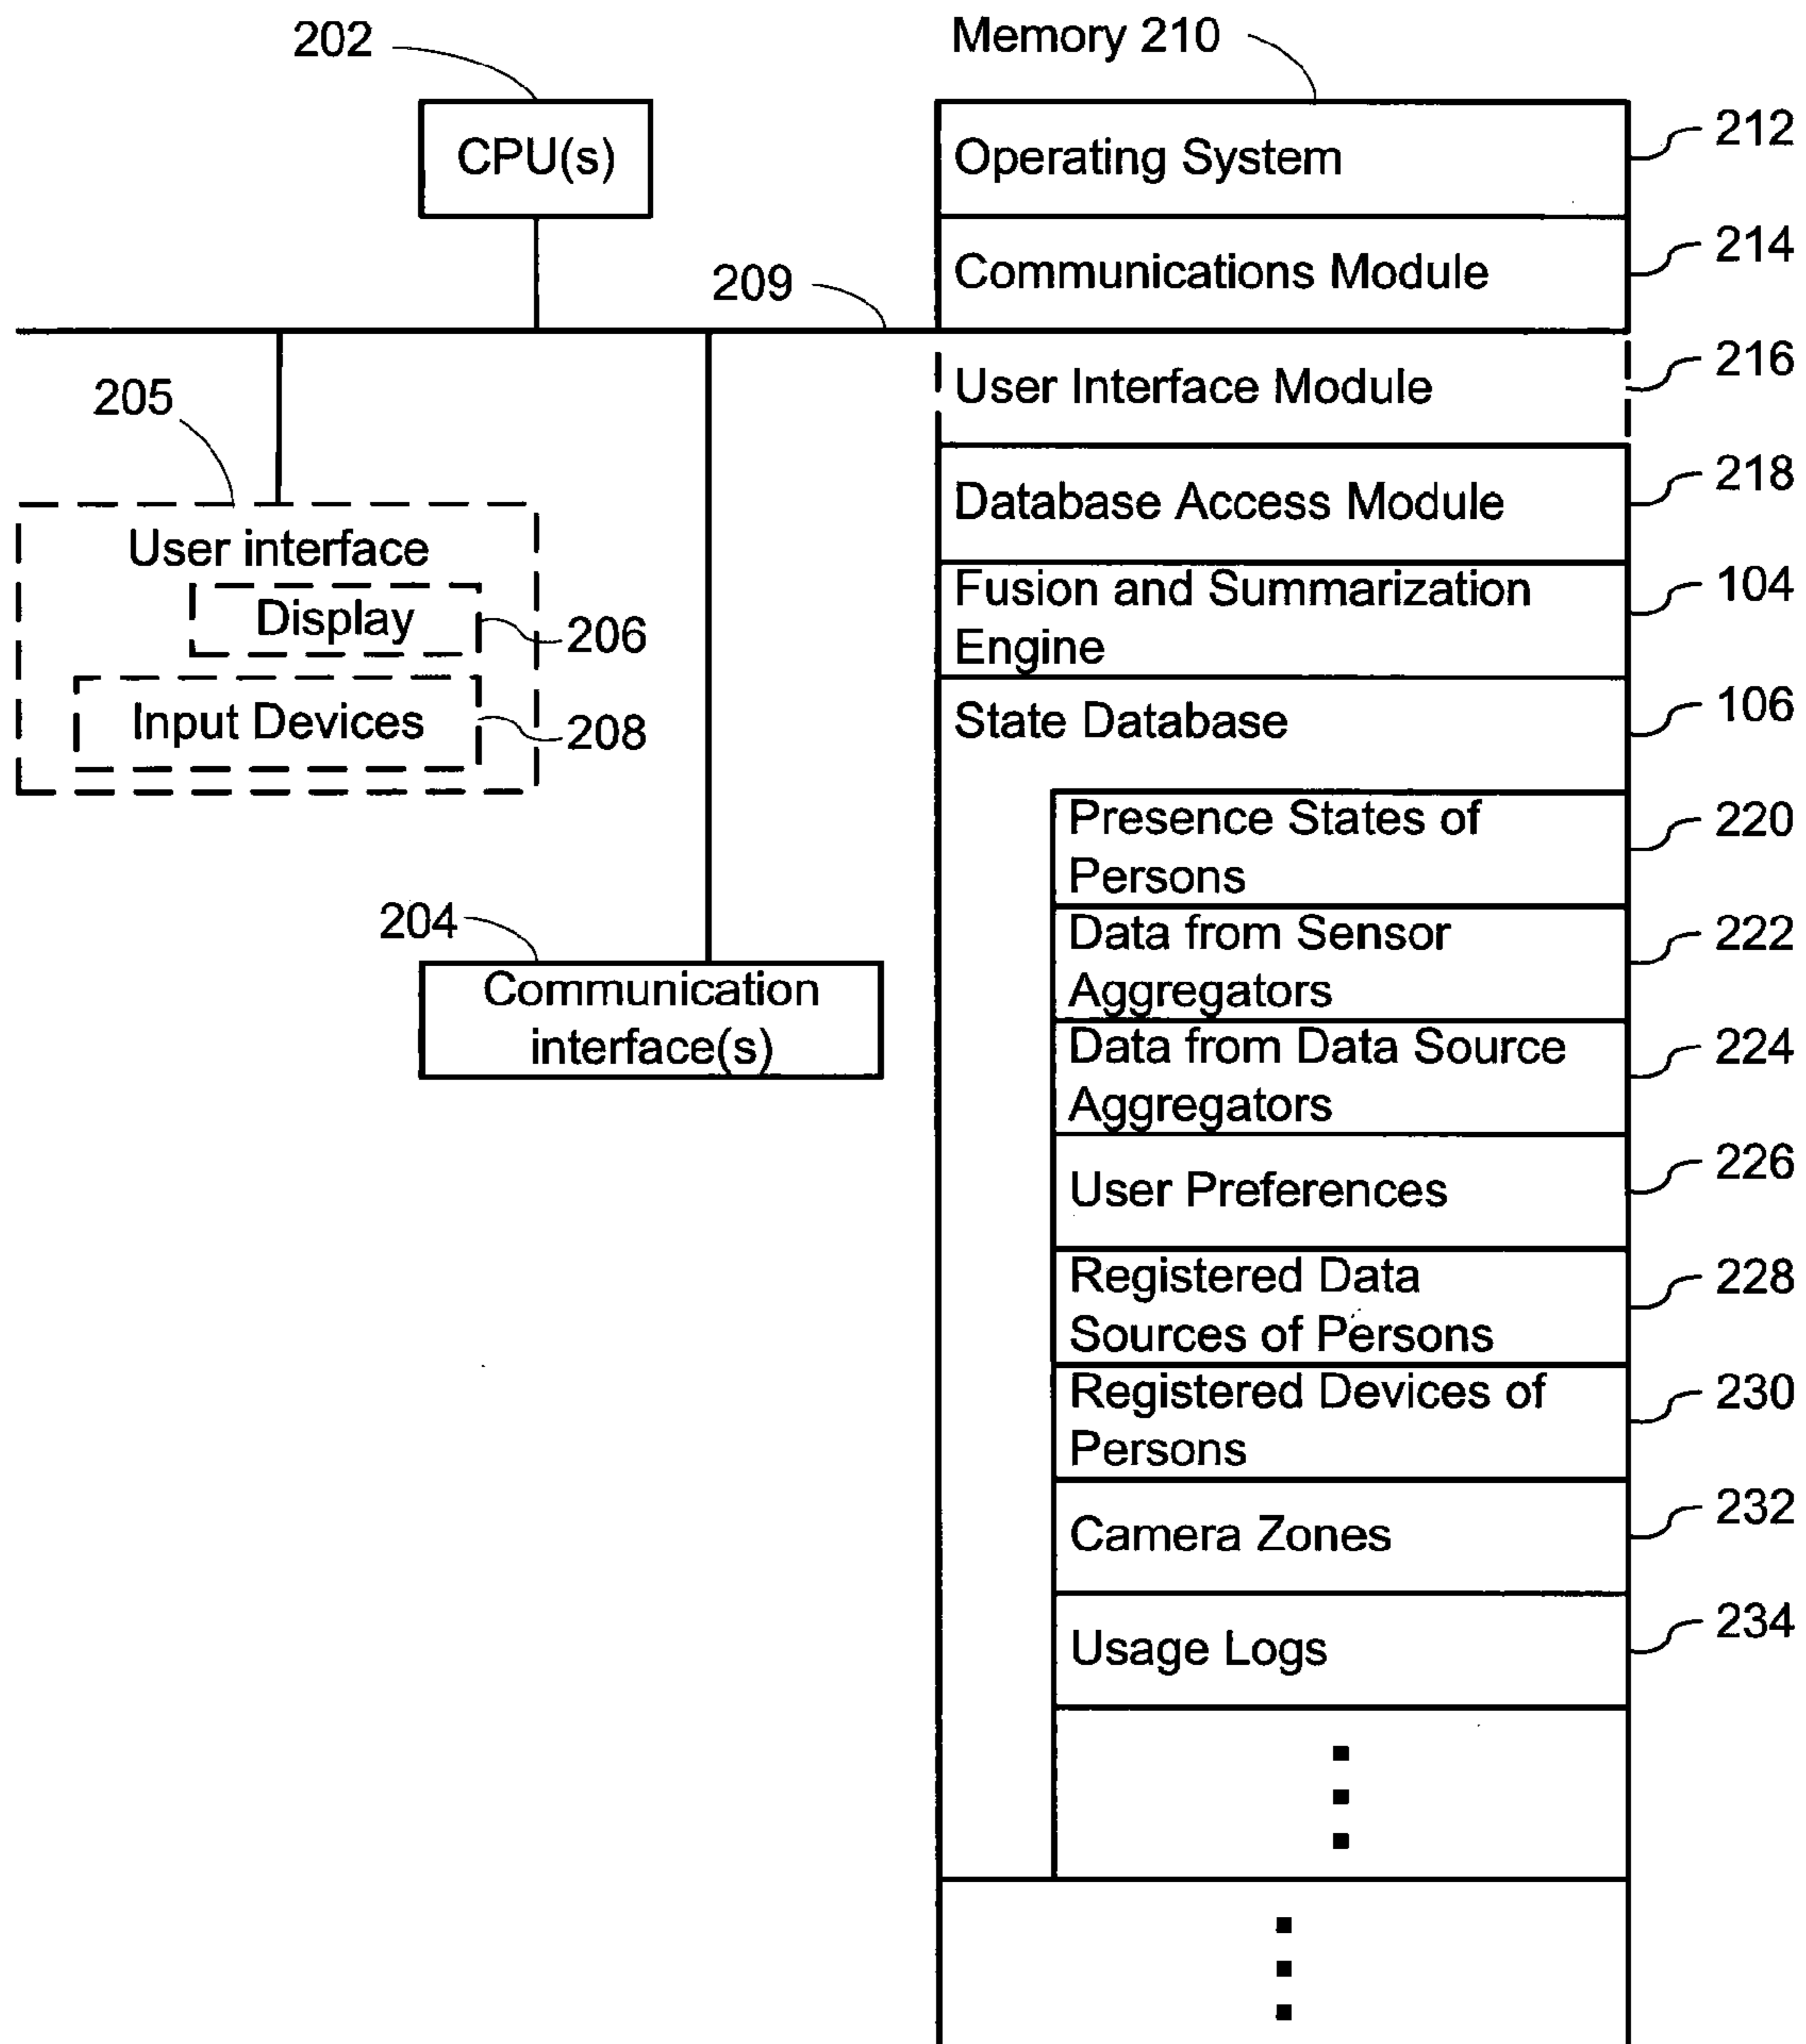 202
Memory 210
CPU(s)
Operating System
212
Communications Module
214
209
User Interface Module
216
205
Database Access Module
218
User interface
Display
206
Input Devices
208
Fusion and Summarization
Engine
104
State Database
106
Presence States of
Persons
220
204
Communication
interface(s)
Data from Sensor
Aggregators
222
Data from Data Source
Aggregators
224
User Preferences
226
Registered Data
Sources of Persons
228
Registered Devices of
Persons
230
Camera Zones
232
Usage Logs
234